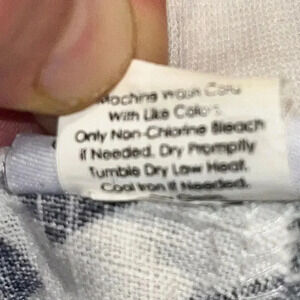 Machine Wash Cold
With Like Colors.
Only Non-Chlorine Bleach
if Needed. Dry Promptly
Tumble Dry Low Heat.
Cool Iron If Needed.